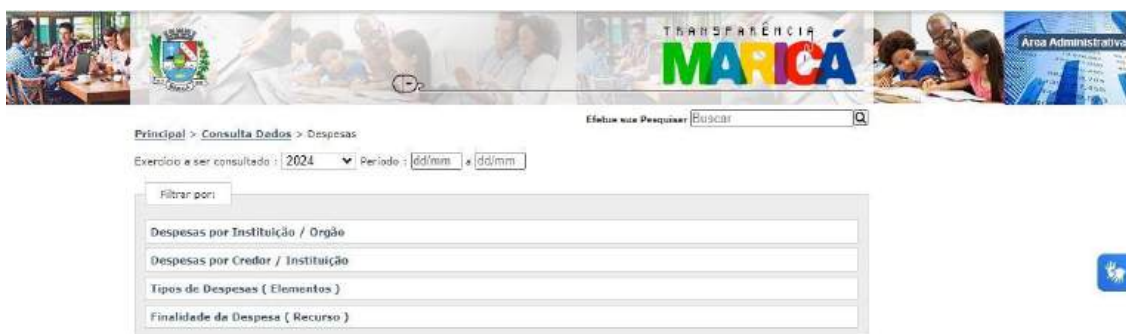 TRANSPARÊNCIA
MARICÁ
Área Administrativa
Efetue sua Pesquisar Buscar
Principal > Consulta Dados > Despesas
Exercício a ser consultado : 2024 Período : dd/mm a dd/mm
Filtrar por:
Despesas por Instituição / Orgão
Despesas por Credor / Instituição
Tipos de Despesas ( Elementos )
Finalidade da Despesa ( Recurso )